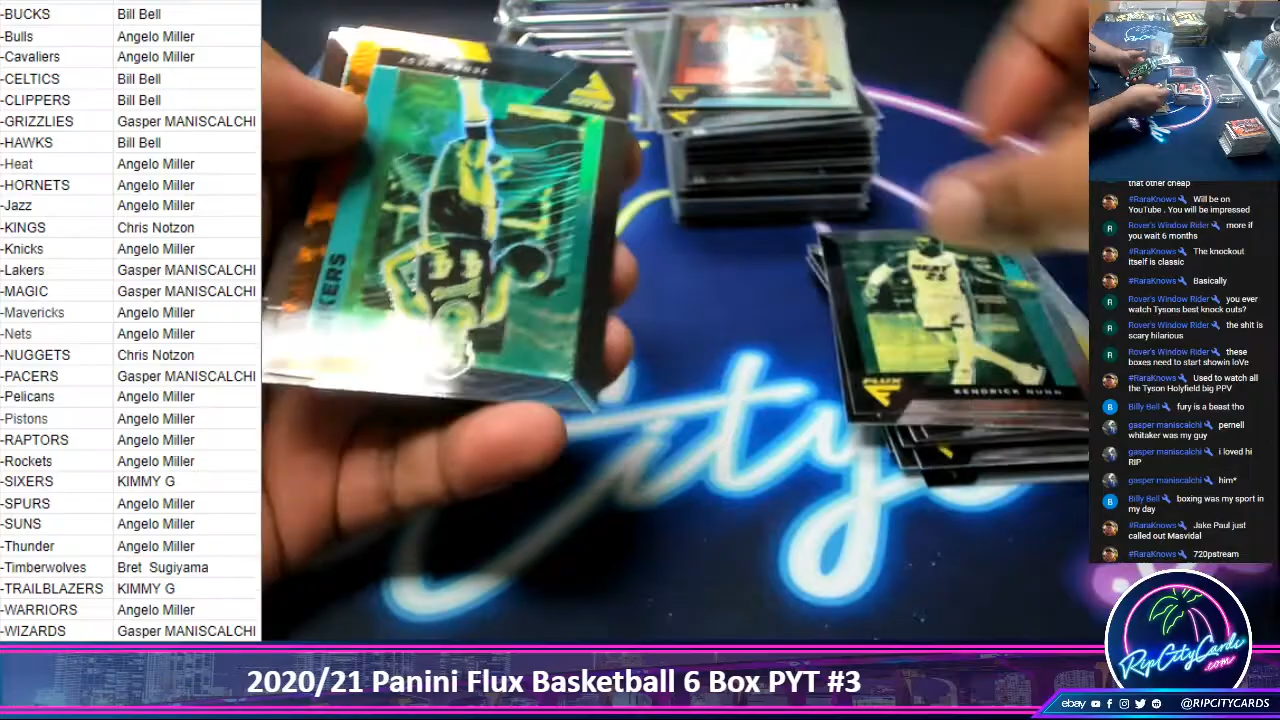 -BUCKS Bill Bell
-Bulls Angelo Miller
-Cavaliers Angelo Miller
-CELTICS Bill Bell
-CLIPPERS Bill Bell
-GRIZZLIES Gasper MANISCALCHI
-HAWKS Bill Bell
-Heat Angelo Miller
-HORNETS Angelo Miller
-Jazz Angelo Miller
-KINGS Chris Notzon
-Knicks Angelo Miller
-Lakers Gasper MANISCALCHI
-MAGIC Gasper MANISCALCHI
-Mavericks Angelo Miller
-Nets Angelo Miller
-NUGGETS Chris Notzon
-PACERS Gasper MANISCALCHI
-Pelicans Angelo Miller
-Pistons Angelo Miller
-RAPTORS Angelo Miller
-Rockets Angelo Miller
-SIXERS KIMMY G
-SPURS Angelo Miller
-SUNS Angelo Miller
-Thunder Angelo Miller
-Timberwolves Bret Sugiyama
-TRAILBLAZERS KIMMY G
-WARRIORS Angelo Miller
-WIZARDS Gasper MANISCALCHI
HEAT
25
FLUX
KENDRICK NUNN
City
that other cheap
#RaraKnows Will be on
YouTube . You will be impressed
Rover's Window Rider more if
you wait 6 months
#RaraKnows The knockout
itself is classic
#RaraKnows Basically
Rover's Window Rider you ever
watch Tysons best knock outs?
Rover's Window Rider the shit is
scary hilarious
Rover's Window Rider these
boxes need to start showin loVe
#RaraKnows Used to watch all
the Tyson Holyfield big PPV
Billy Bell fury is a beast tho
gasper maniscalchi pernell
whitaker was my guy
gasper maniscalchi i loved hi
RIP
gasper maniscalchi him*
Billy Bell boxing was my sport in
my day
#RaraKnows Jake Paul just
called out Masvidal
#RaraKnows 720pstream
RipCityCards
.com
2020/21 Panini Flux Basketball 6 Box PYT #3
ebay @RIPCITYCARDS